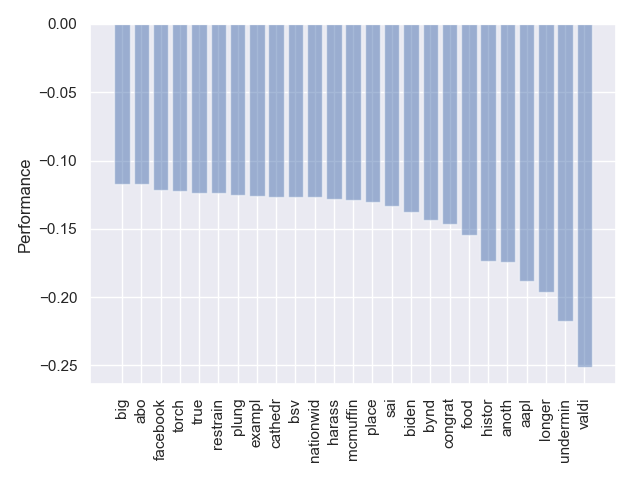 0.00
−0.05
−0.10
−0.15
−0.20
−0.25
Performance
big
abo
facebook
torch
true
restrain
plung
exampl
cathedr
bsv
nationwid
harass
mcmuffin
place
sai
biden
bynd
congrat
food
histor
anoth
aapl
longer
undermin
valdi